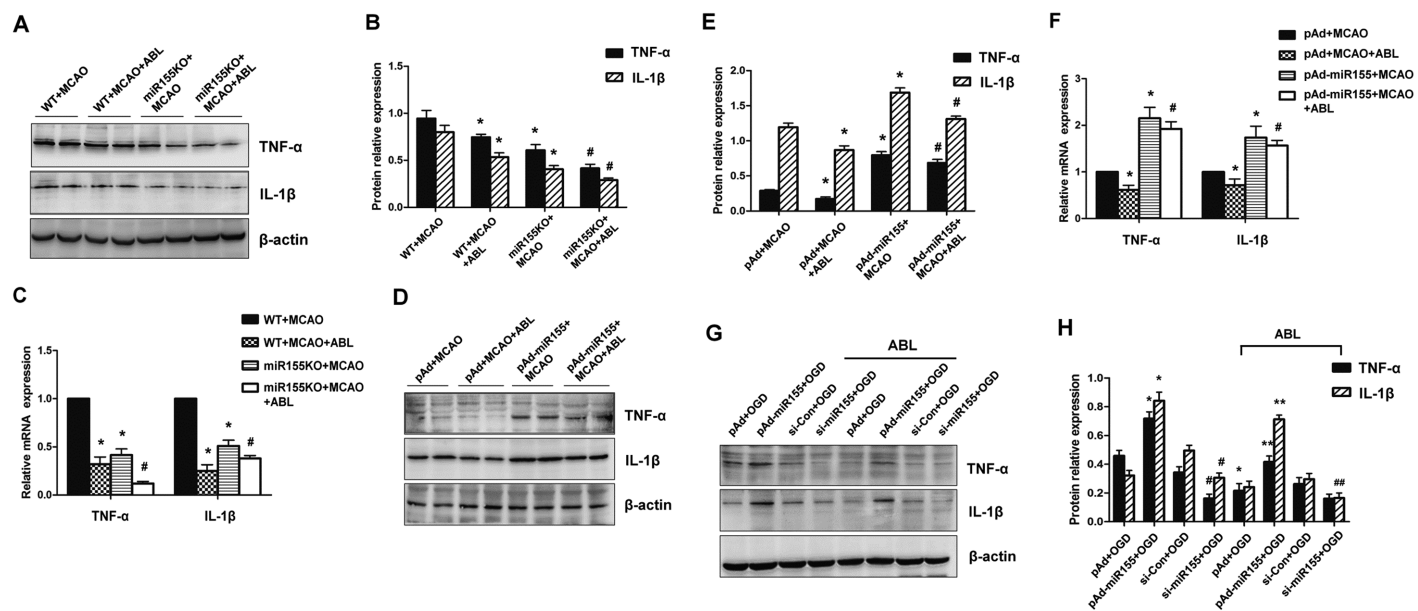 A
WT+MCAO
WT+MCAO+ABL
miR155KO+
MCAO
miR155KO+
MCAO+ABL
TNF-α
IL-1β
β-actin
B
TNF-α
IL-1β
Protein relative expression
1.5
1.0
0.5
0.0
* * * * # #
WT+MCAO
WT+MCAO
+ABL
miR155KO+
MCAO
miR155KO+
MCAO+ABL
C
WT+MCAO
WT+MCAO+ABL
miR155KO+MCAO
miR155KO+MCAO
+ABL
Relative mRNA expression
1.5
1.0
0.5
0.0
* * # * * #
TNF-α IL-1β
D
pAd+MCAO
pAd+MCAO+ABL
pAd-miR155+
MCAO
pAd-miR155+
MCAO+ABL
TNF-α
IL-1β
β-actin
E
TNF-α
IL-1β
Protein relative expression
2.0
1.5
1.0
0.5
0.0
* * * * # #
pAd+MCAO
pAd+MCAO
+ABL
pAd-miR155+
MCAO
pAd-miR155+
MCAO+ABL
F
pAd+MCAO
pAd+MCAO+ABL
pAd-miR155+MCAO
pAd-miR155+MCAO
+ABL
Relative mRNA expression
3
2
1
0
* * # * * #
TNF-α IL-1β
G
ABL
pAd+OGD
pAd-miR155+OGD
si-Con+OGD
si-miR155+OGD
pAd+OGD
pAd-miR155+OGD
si-Con+OGD
si-miR155+OGD
TNF-α
IL-1β
β-actin
H
ABL
TNF-α
IL-1β
Protein relative expression
1.0
0.8
0.6
0.4
0.2
0.0
* * # # * ** ** ##
pAd+OGD
pAd-miR155+OGD
si-Con+OGD
si-miR155+OGD
pAd+OGD
pAd-miR155+OGD
si-Con+OGD
si-miR155+OGD